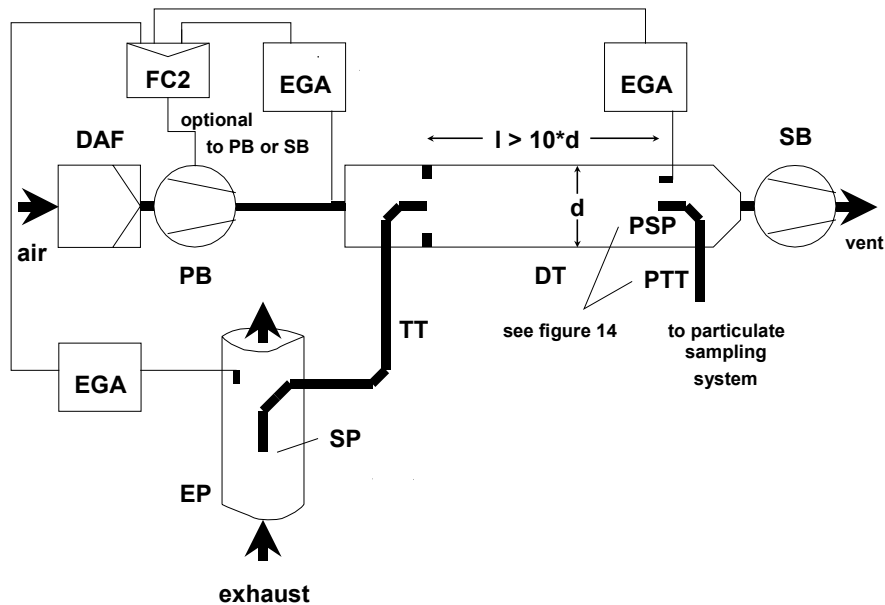 FC2
EGA
EGA
optional
to PB or SB
DAF
l > 10*d
SB
d
air
PB
PSP
vent
DT
PTT
TT
see figure 14
to particulate
sampling
system
EGA
SP
EP
exhaust